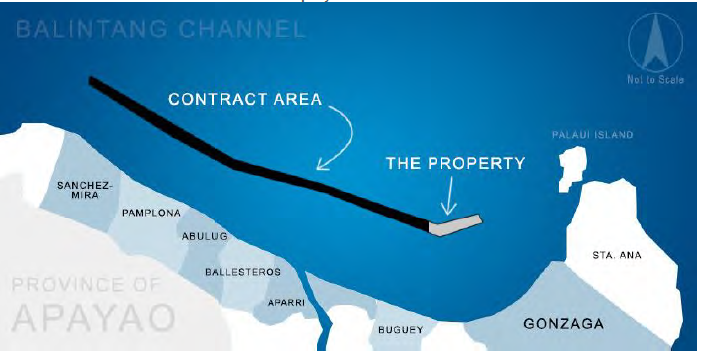 BALINTANG CHANNEL
Not to Scale
CONTRACT AREA
PALAUI ISLAND
THE PROPERTY
SANCHEZ-
MIRA
PAMPLONA
ABULUG
STA. ANA
BALLESTEROS
PROVINCE OF
APAYAO
APARRI
BUGUEY
GONZAGA